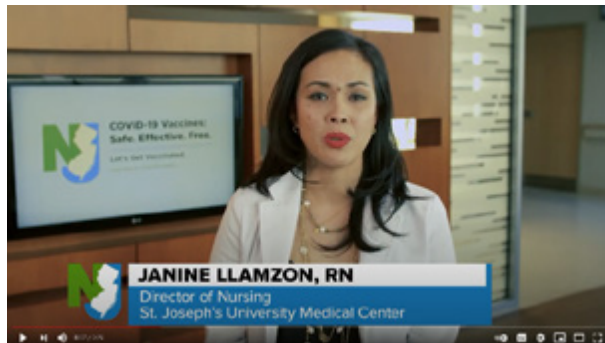 COVID-19 Vaccines:
Safe. Effective. Free.
Let's Get Vaccinated.
NJ
NJ
JANINE LLAMZON, RN
Director of Nursing
St. Joseph's University Medical Center